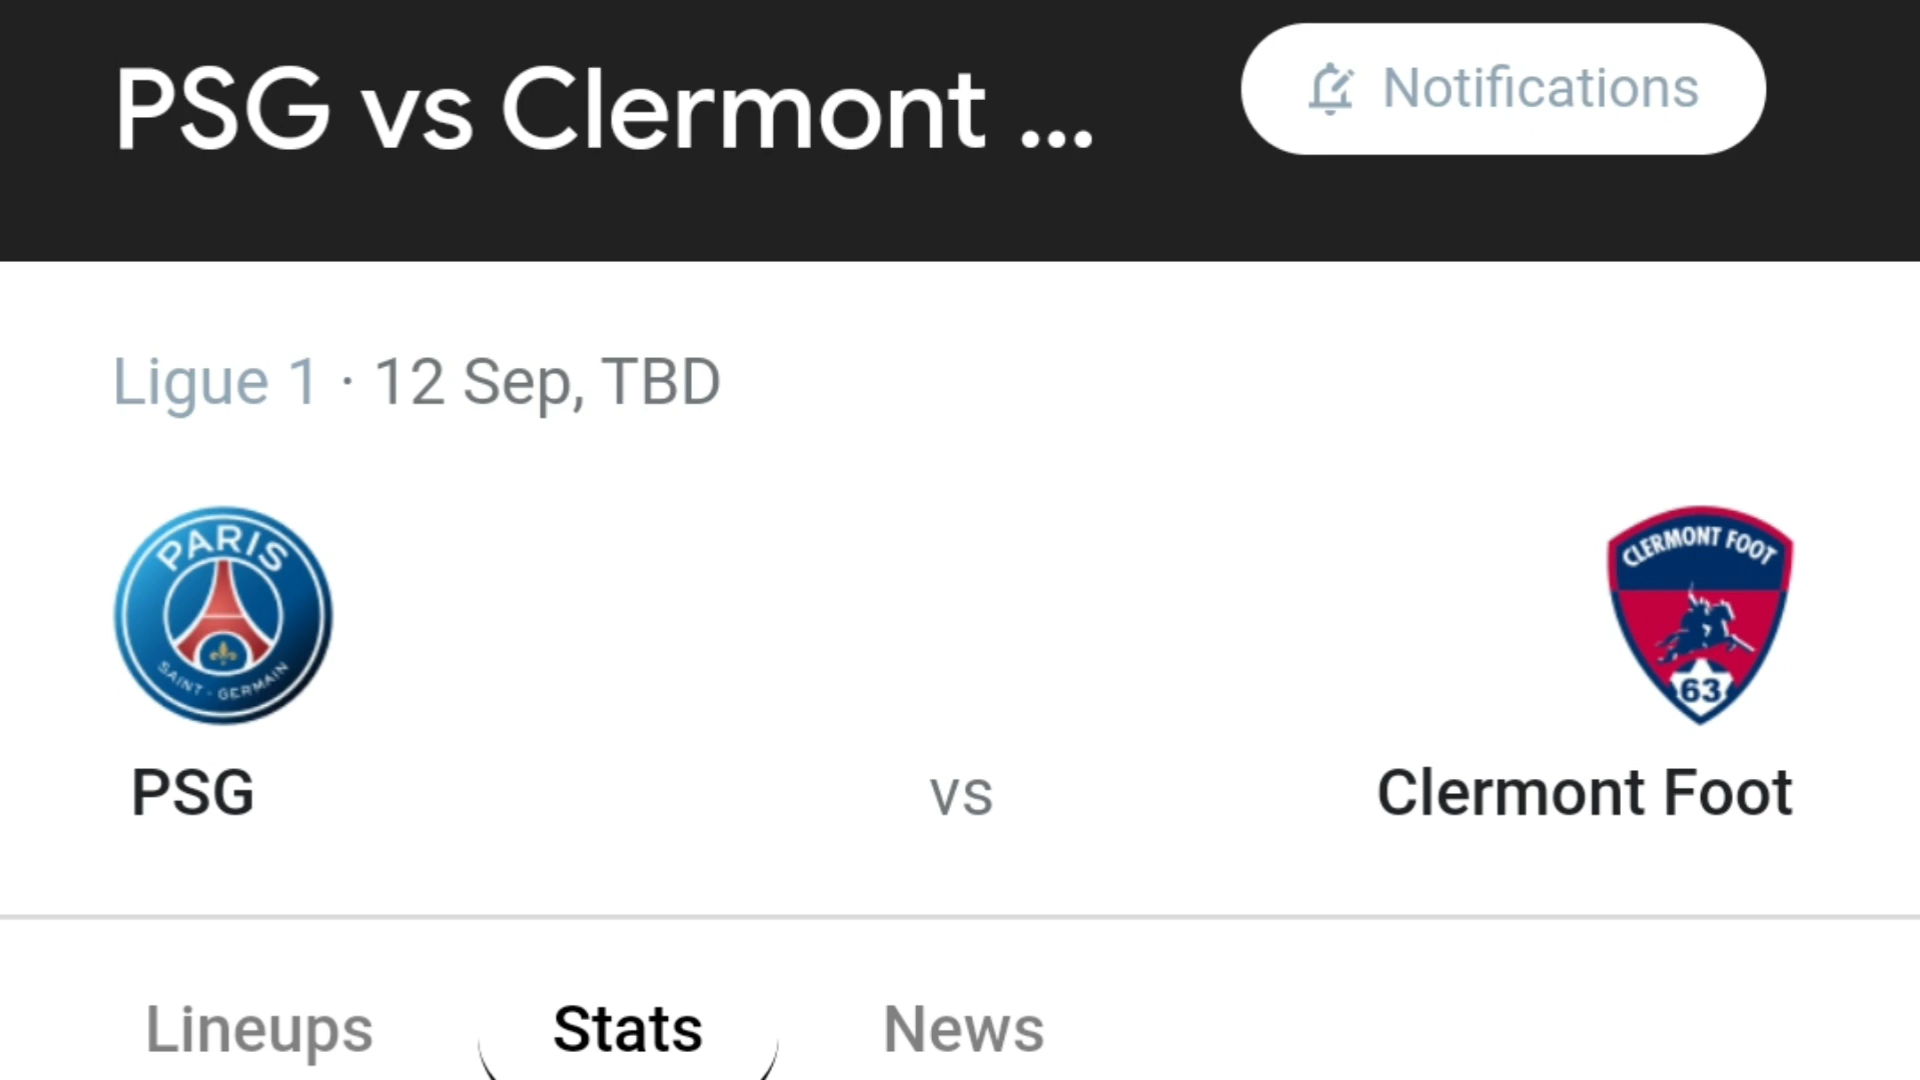 PSG vs Clermont ...
Notifications
Ligue 1 · 12 Sep, TBD
PARIS
SAINT - GERMAIN
CLERMONT FOOT
63
PSG
vs
Clermont Foot
Lineups
Stats
News